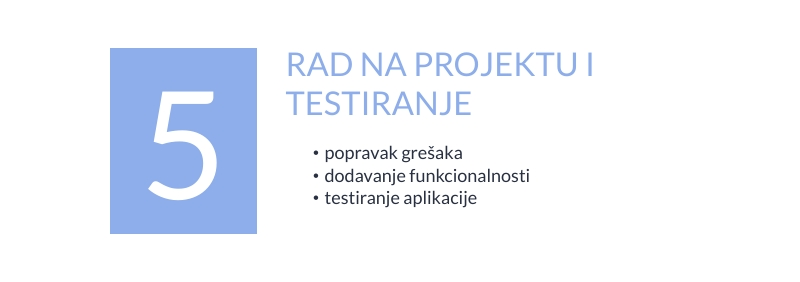 5
RAD NA PROJEKTU I
TESTIRANJE
• popravak grešaka
• dodavanje funkcionalnosti
• testiranje aplikacije